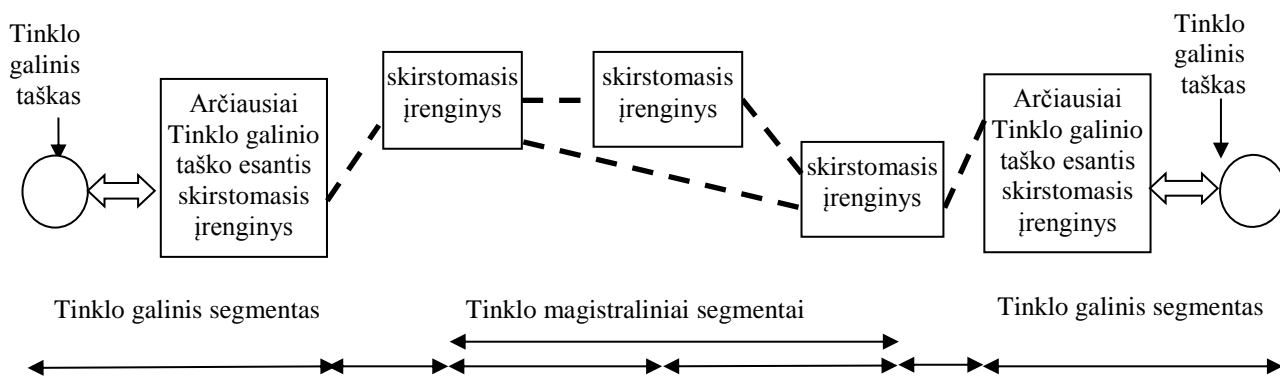 Tinklo
galinis
taškas
Arčiausiai
Tinklo galinio
taško esantis
skirstomasis
įrenginys
skirstomasis
įrenginys
skirstomasis
įrenginys
skirstomasis
įrenginys
Arčiausiai
Tinklo galinio
taško esantis
skirstomasis
įrenginys
Tinklo
galinis
taškas
Tinklo galinis segmentas
Tinklo magistraliniai segmentai
Tinklo galinis segmentas